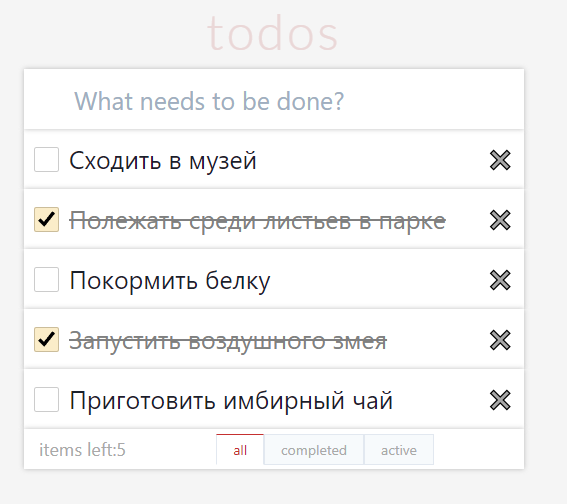 todos
What needs to be done?
Сходить в музей
Полежать среди листьев в парке
Покормить белку
Запустить воздушного змея
Приготовить имбирный чай
items left:5 all completed active